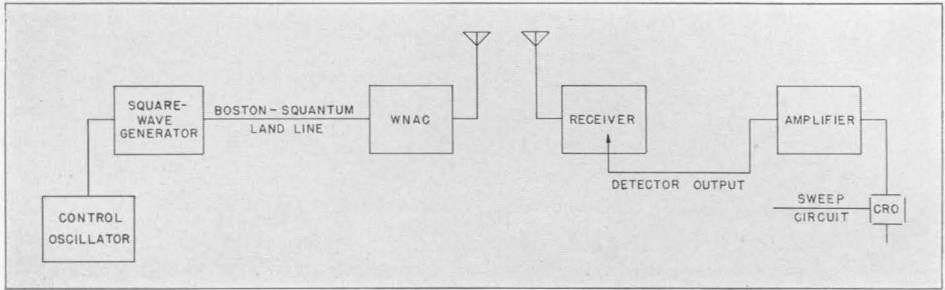 SQUARE-
WAVE
GENERATOR
BOSTON-SQUANTUM
LAND LINE
WNAC
RECEIVER
AMPLIFIER
DETECTOR OUTPUT
CONTROL
OSCILLATOR
SWEEP
CIRCUIT
CRO.